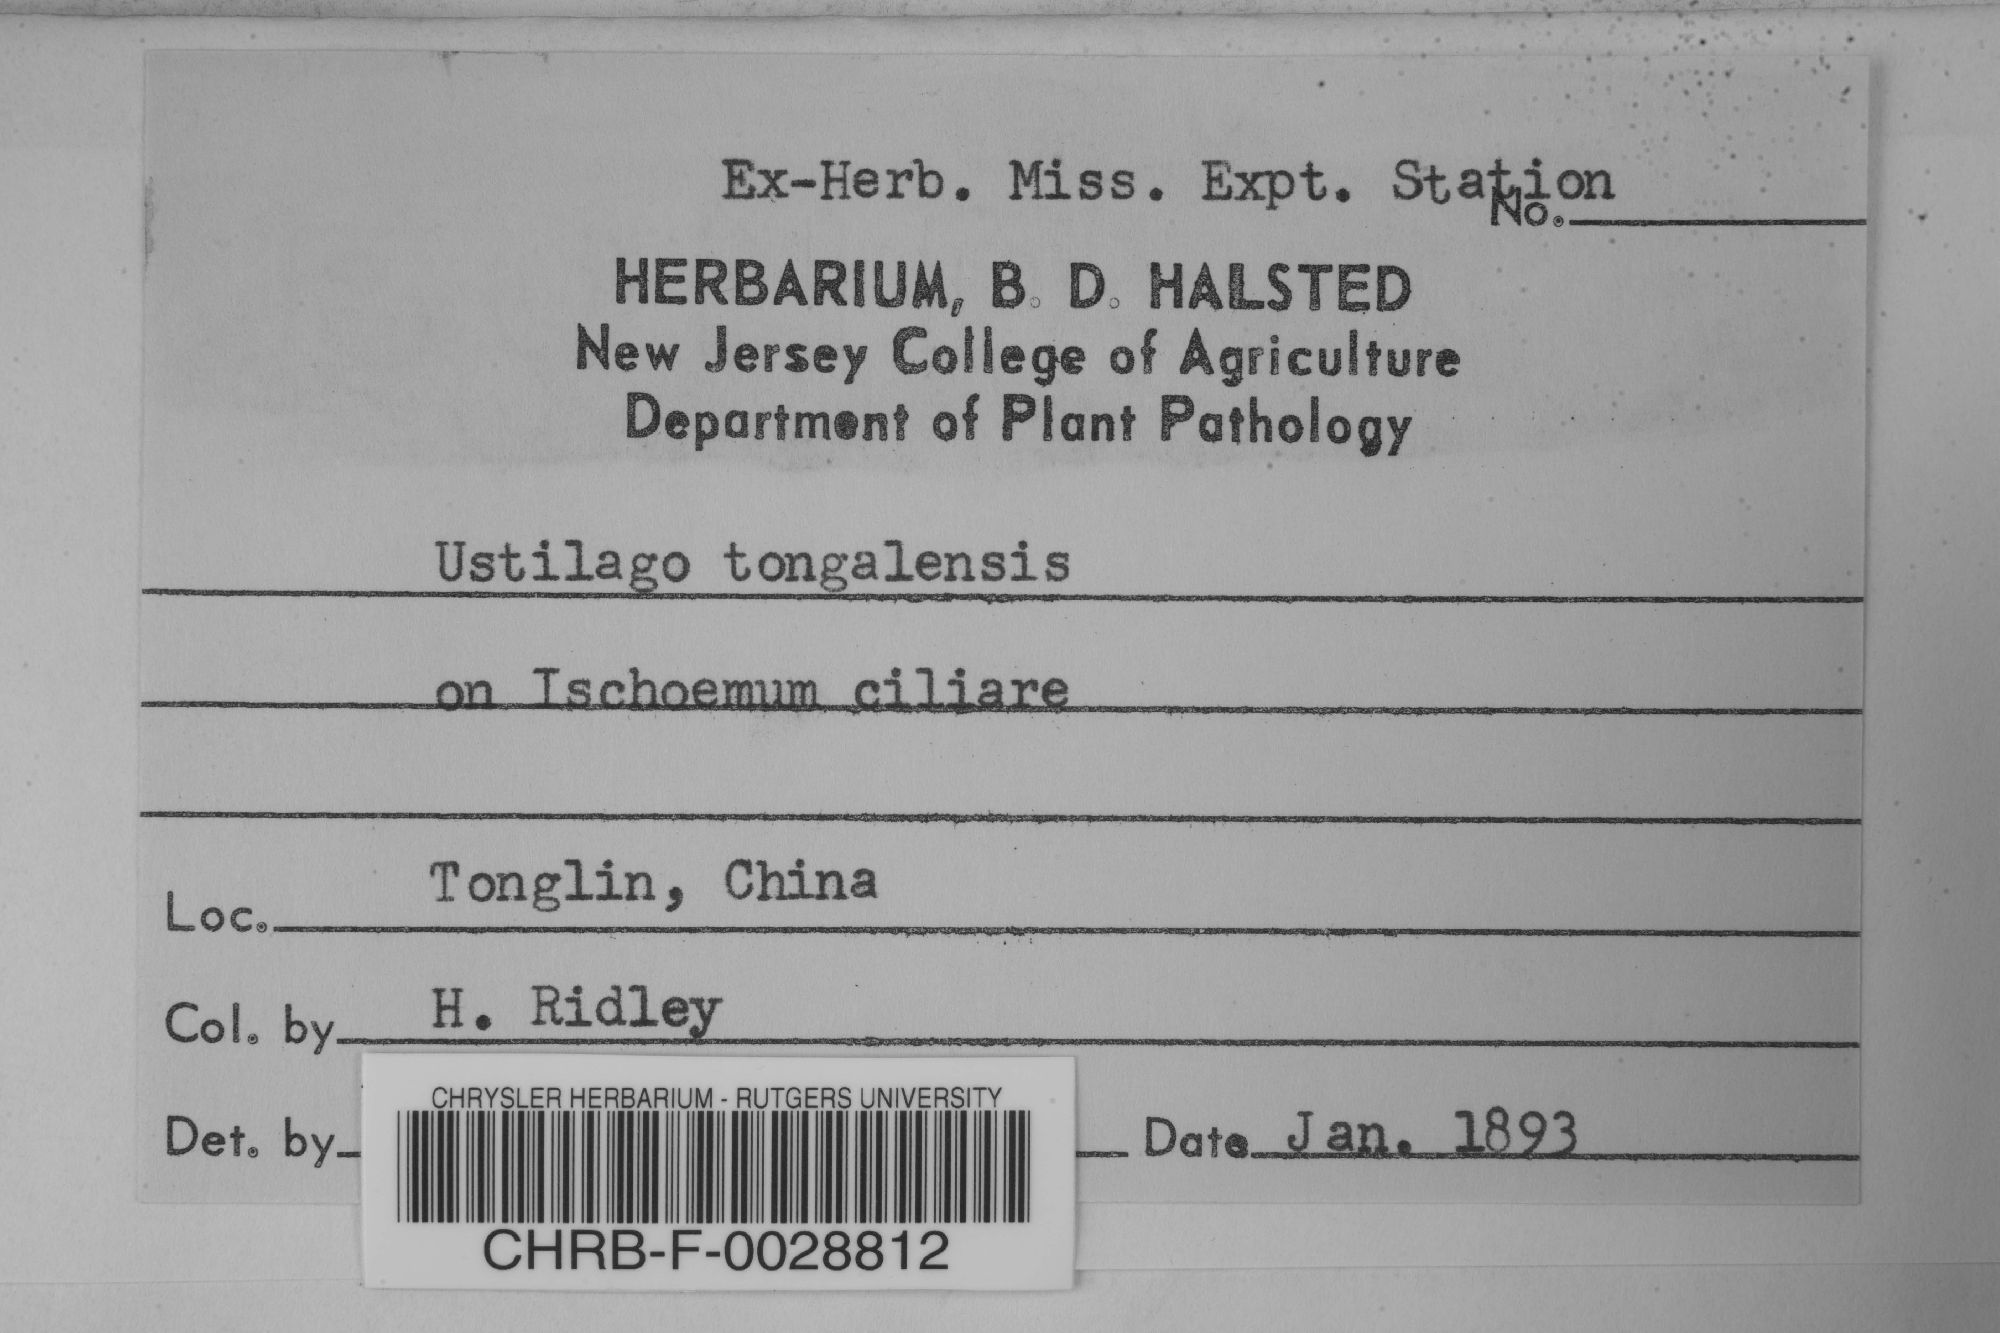 Ex-Herb. Miss. Expt. Station
No.
HERBARIUM, B. D. HALSTED
New Jersey College of Agriculture
Department of Plant Pathology
Ustilago tongalensis
on Ischoemum ciliare
Loc. Tonglin, China
Col. by H. Ridley
Det. by
Date Jan. 1893
CHRYSLER HERBARIUM - RUTGERS UNIVERSITY
CHRB-F-0028812